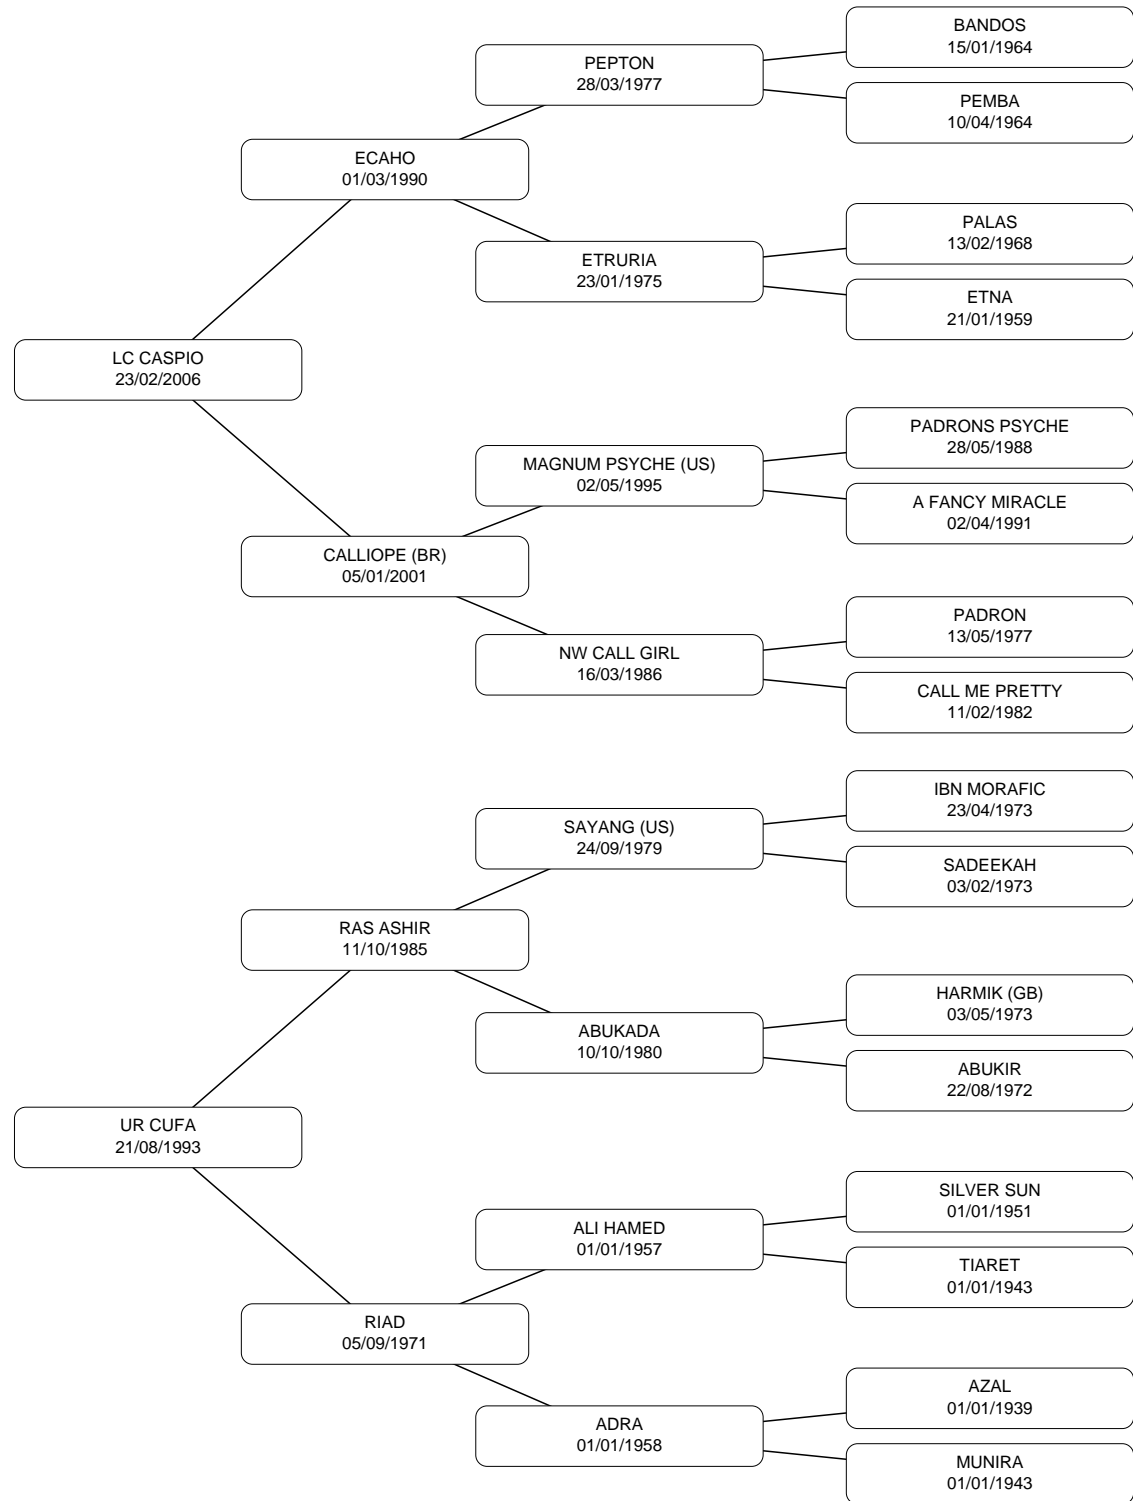 BANDOS
15/01/1964
PEPTON
28/03/1977
PEMBA
10/04/1964
ECAHO
01/03/1990
PALAS
13/02/1968
ETRURIA
23/01/1975
ETNA
21/01/1959
LC CASPIO
23/02/2006
PADRONS PSYCHE
28/05/1988
MAGNUM PSYCHE (US)
02/05/1995
A FANCY MIRACLE
02/04/1991
CALLIOPE (BR)
05/01/2001
PADRON
13/05/1977
NW CALL GIRL
16/03/1986
CALL ME PRETTY
11/02/1982
IBN MORAFIC
23/04/1973
SAYANG (US)
24/09/1979
SADEEKAH
03/02/1973
RAS ASHIR
11/10/1985
HARMIK (GB)
03/05/1973
ABUKADA
10/10/1980
ABUKIR
22/08/1972
UR CUFA
21/08/1993
SILVER SUN
01/01/1951
ALI HAMED
01/01/1957
TIARET
01/01/1943
RIAD
05/09/1971
AZAL
01/01/1939
ADRA
01/01/1958
MUNIRA
01/01/1943